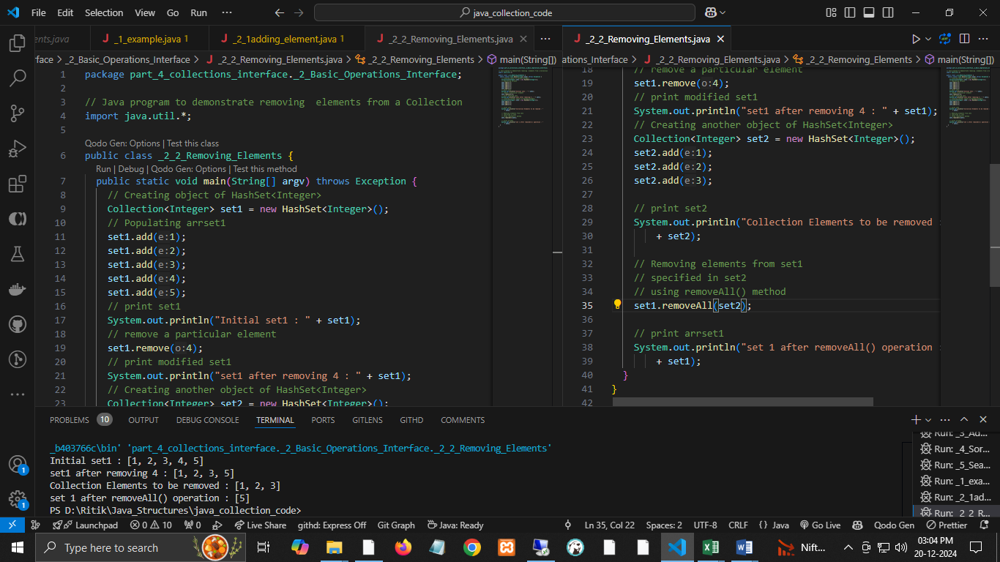 File Edit Selection View Go Run ··· java_collection_code
ents.java _1_example.java 1 _2_1adding_element.java 1 _2_2_Removing_Elements.java ···
rface > _2_Basic_Operations_Interface > _2_2_Removing_Elements.java > _2_2_Removing_Elements > main(String[])
1 package part_4_collections_interface._2_Basic_Operations_Interface;
2
3 // Java program to demonstrate removing  elements from a Collection
4 import java.util.*;
5
Qodo Gen: Options | Test this class
6 public class _2_2_Removing_Elements {
Run | Debug | Qodo Gen: Options | Test this method
7 public static void main(String[] argv) throws Exception {
8 // Creating object of HashSet<Integer>
9 Collection<Integer> set1 = new HashSet<Integer>();
10 // Populating arrset1
11 set1.add(e:1);
12 set1.add(e:2);
13 set1.add(e:3);
14 set1.add(e:4);
15 set1.add(e:5);
16 // print set1
17 System.out.println("Initial set1 : " + set1);
18 // remove a particular element
19 set1.remove(o:4);
20 // print modified set1
21 System.out.println("set1 after removing 4 : " + set1);
22 // Creating another object of HashSet<Integer>
23 Collection<Integer> set2 = new HashSet<Integer>();
_2_2_Removing_Elements.java
ations_Interface > _2_2_Removing_Elements.java > _2_2_Removing_Elements > main(String[])
18 // remove a particular element
19 set1.remove(o:4);
20 // print modified set1
21 System.out.println("set1 after removing 4 : " + set1);
22 // Creating another object of HashSet<Integer>
23 Collection<Integer> set2 = new HashSet<Integer>();
24 set2.add(e:1);
25 set2.add(e:2);
26 set2.add(e:3);
27
28 // print set2
29 System.out.println("Collection Elements to be removed :
30 + set2);
31
32 // Removing elements from set1
33 // specified in set2
34 // using removeAll() method
35 set1.removeAll(set2);
36
37 // print arrset1
38 System.out.println("set 1 after removeAll() operation :
39 + set1);
40 }
41 }
42
PROBLEMS 10 OUTPUT DEBUG CONSOLE TERMINAL PORTS GITLENS GITHD COMMENTS
_b403766c\bin' 'part_4_collections_interface._2_Basic_Operations_Interface._2_2_Removing_Elements'
Initial set1 : [1, 2, 3, 4, 5]
set1 after removing 4 : [1, 2, 3, 5]
Collection Elements to be removed : [1, 2, 3]
set 1 after removeAll() operation : [5]
PS D:\Ritik\Java_Structures\java_collection_code>
Run: _3_Ad...
Run: _4_Sor...
Run: _5_Sea...
Run: _1_exa...
Run: _2_1ad...
Run: _2_2_R...
1
1
Launchpad 0 10 0 Live Share githd: Express Off Git Graph Java: Ready Ln 35, Col 22 Spaces: 2 UTF-8 CRLF {} Java Go Live Qodo Gen Prettier
Type here to search Nift... 03:04 PM
20-12-2024